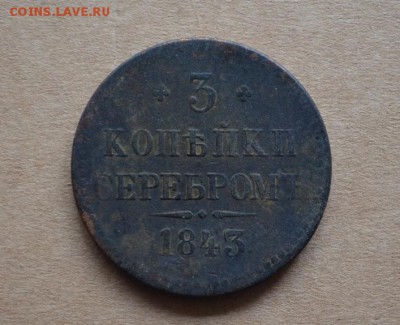 COINS.LAVE.RU
3
КОПѢЙКИ
СЕРЕБРОМЪ.
1843